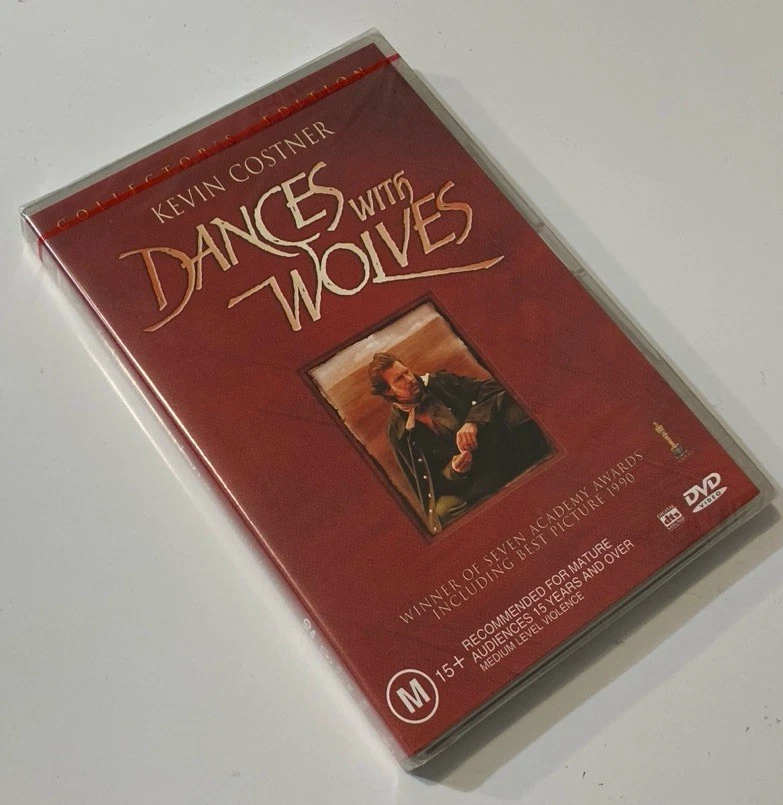 COLLECTOR'S EDITION
KEVIN COSTNER
DANCES WITH
WOLVES
WINNER OF SEVEN ACADEMY AWARDS
INCLUDING BEST PICTURE 1990
dts
DVD
VIDEO
M 15+
RECOMMENDED FOR MATURE
AUDIENCES 15 YEARS AND OVER
MEDIUM LEVEL VIOLENCE